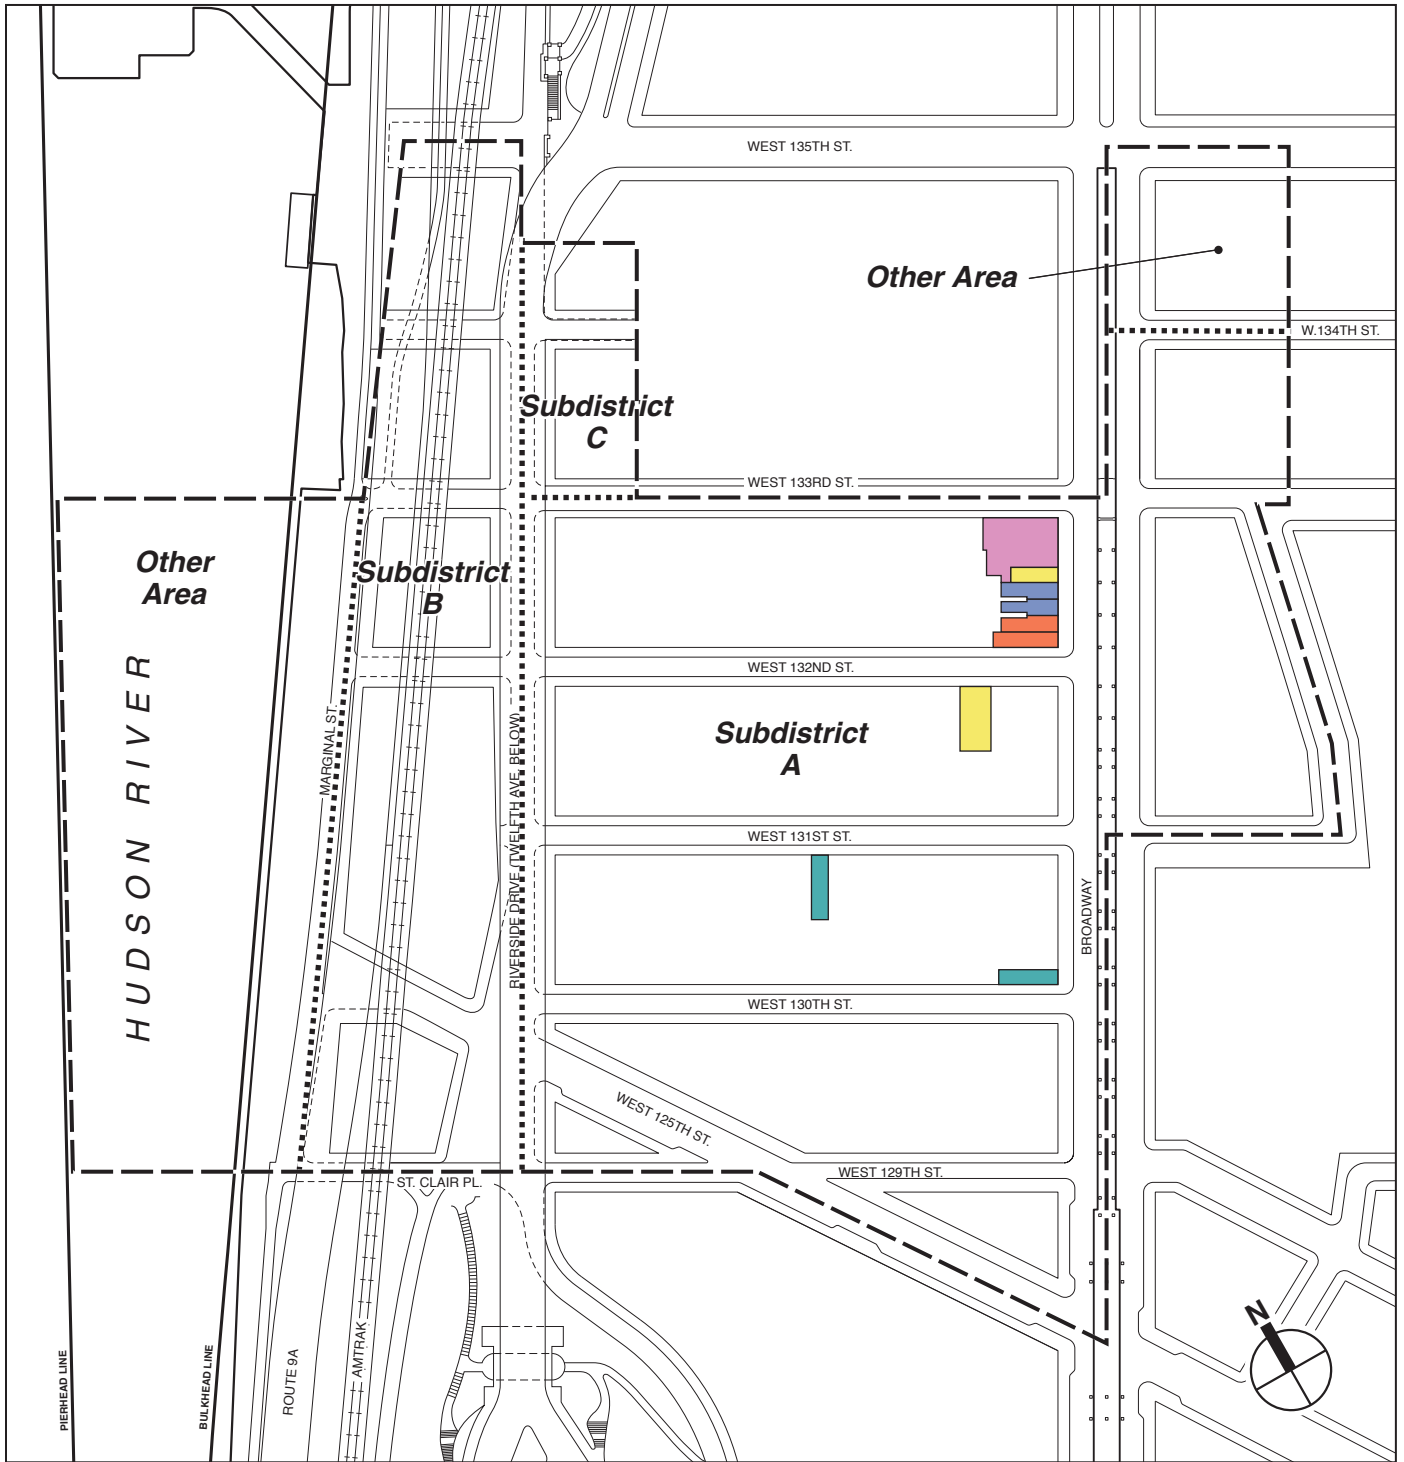 WEST 135TH ST.
Other Area
W.134TH ST.
Subdistrict
C
WEST 133RD ST.
Other
Area
Subdistrict
B
WEST 132ND ST.
HUDSON RIVER
MARGINAL ST.
RIVERSIDE DRIVE (TWELFTH AVE. BELOW)
Subdistrict
A
WEST 131ST ST.
BROADWAY
WEST 130TH ST.
WEST 125TH ST.
WEST 129TH ST.
ST. CLAIR PL.
PIERHEAD LINE
BULKHEAD LINE
ROUTE 9A
AMTRAK
N